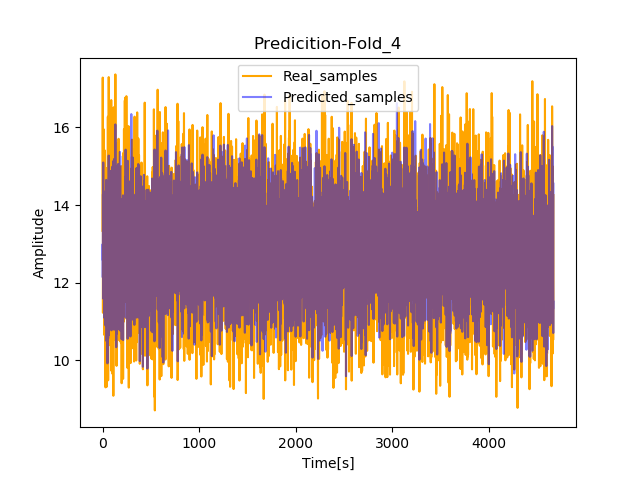 Predicition-Fold_4
Real_samples
Predicted_samples
Amplitude
16
14
12
10
0 1000 2000 3000 4000
Time[s]